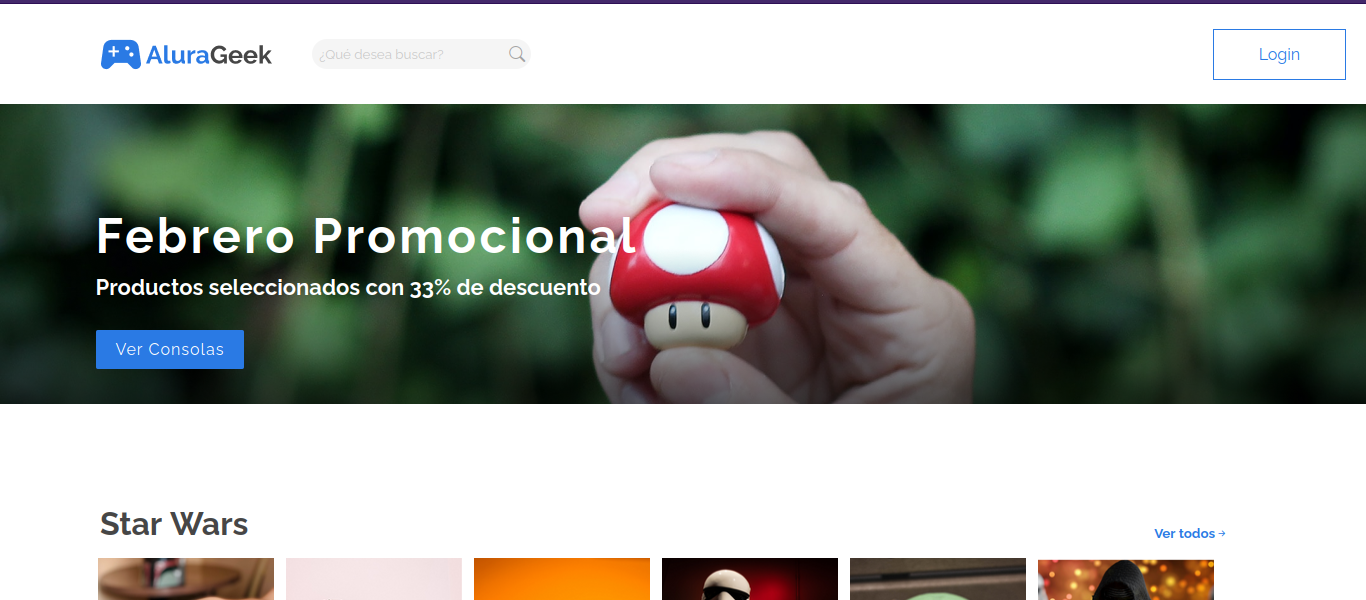 AluraGeek
¿Qué desea buscar?
Login
Febrero Promocional
Productos seleccionados con 33% de descuento
Ver Consolas
Star Wars
Ver todos →